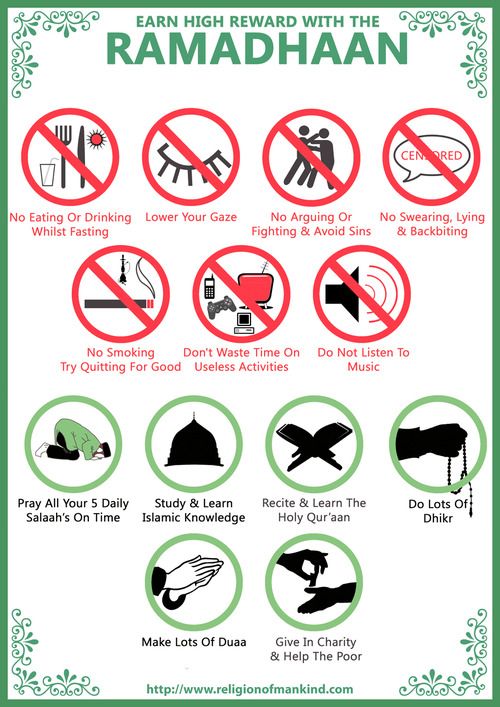 EARN HIGH REWARD WITH THE
RAMADHAAN
CENSORED
No Eating Or Drinking
Whilst Fasting
Lower Your Gaze
No Arguing Or
Fighting & Avoid Sins
No Swearing, Lying
& Backbiting
No Smoking
Try Quitting For Good
Don't Waste Time On
Useless Activities
Do Not Listen To
Music
Pray All Your 5 Daily
Salaah's On Time
Study & Learn
Islamic Knowledge
Recite & Learn The
Holy Qur'aan
Do Lots Of
Dhikr
Make Lots Of Duaa
Give In Charity
& Help The Poor
http://www.religionofmankind.com